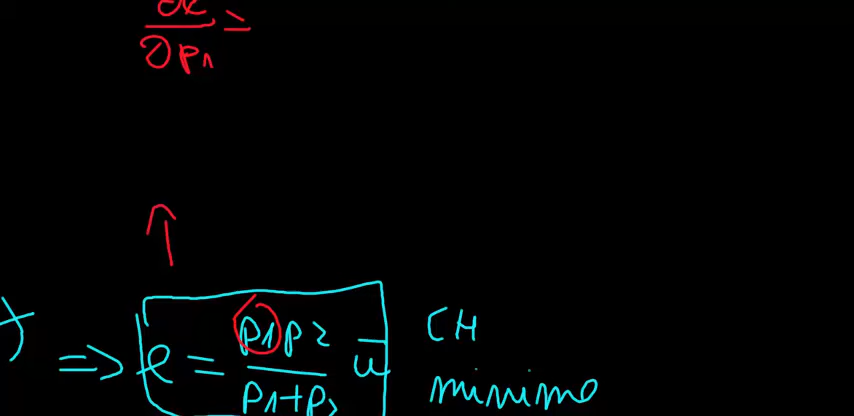 ∂e/∂p1 =
=> e = p1p2/(p1+p2) ū
CH
minimo